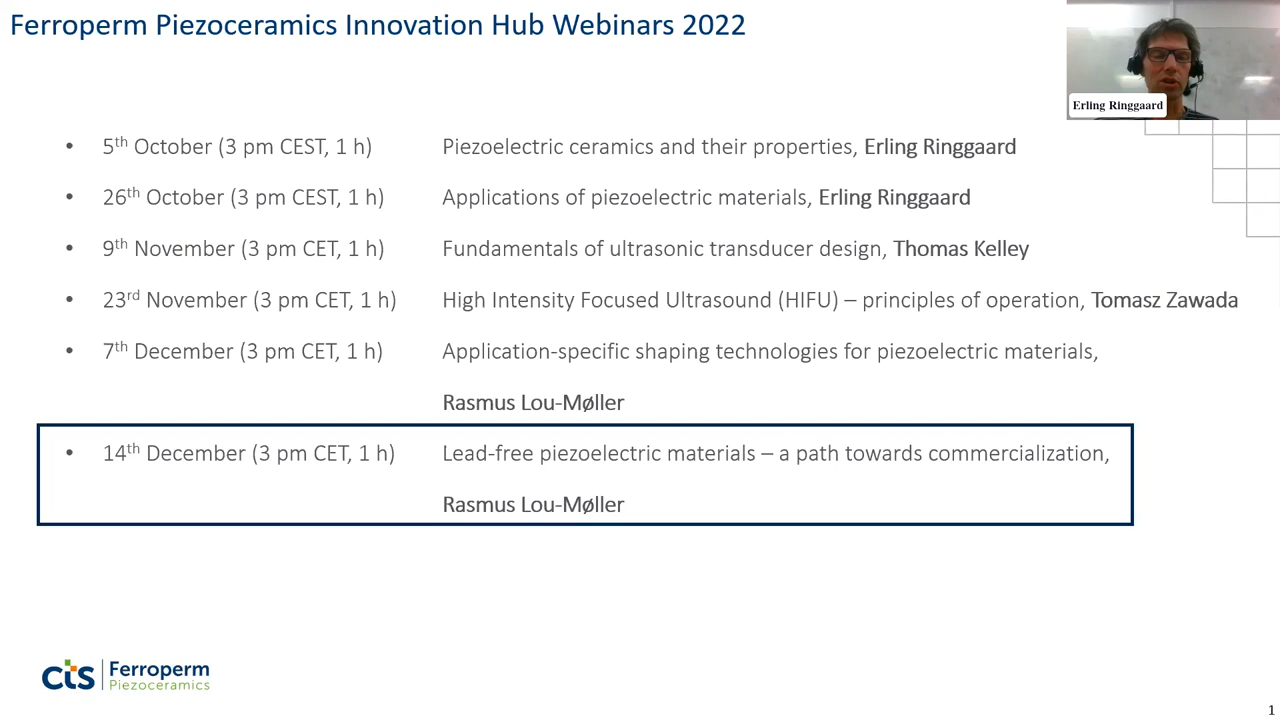 Ferroperm Piezoceramics Innovation Hub Webinars 2022
Erling Ringgaard
• 5th October (3 pm CEST, 1 h) Piezoelectric ceramics and their properties, Erling Ringgaard
• 26th October (3 pm CEST, 1 h) Applications of piezoelectric materials, Erling Ringgaard
• 9th November (3 pm CET, 1 h) Fundamentals of ultrasonic transducer design, Thomas Kelley
• 23rd November (3 pm CET, 1 h) High Intensity Focused Ultrasound (HIFU) – principles of operation, Tomasz Zawada
• 7th December (3 pm CET, 1 h) Application-specific shaping technologies for piezoelectric materials,
Rasmus Lou-Møller
• 14th December (3 pm CET, 1 h) Lead-free piezoelectric materials – a path towards commercialization,
Rasmus Lou-Møller
cts Ferroperm
Piezoceramics
1